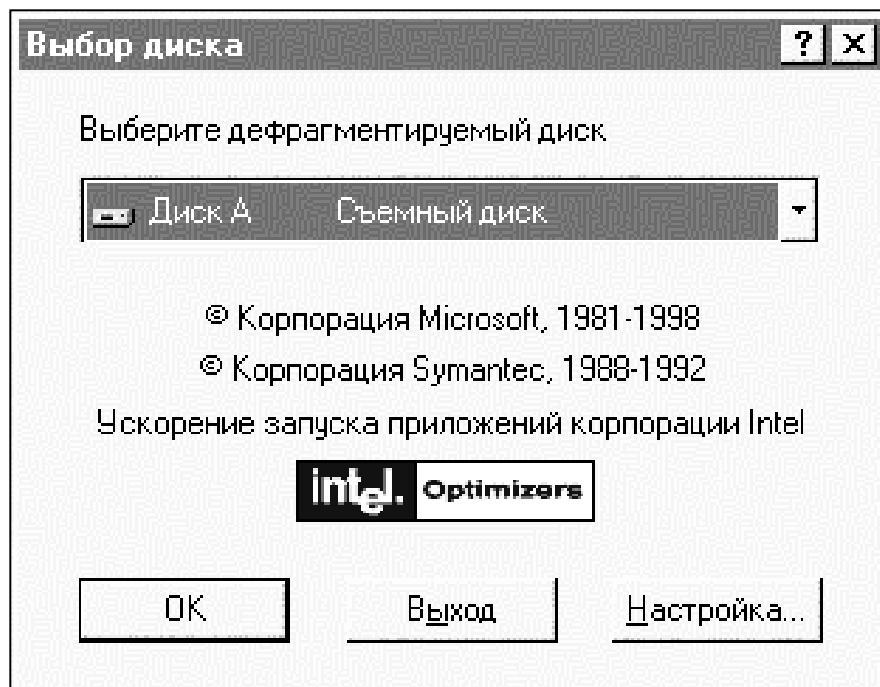 Выбор диска ? ×
Выберите дефрагментируемый диск
Диск A Съемный диск
© Корпорация Microsoft, 1981-1998
© Корпорация Symantec, 1988-1992
Ускорение запуска приложений корпорации Intel
intel. Optimizers
OK Выход Настройка...